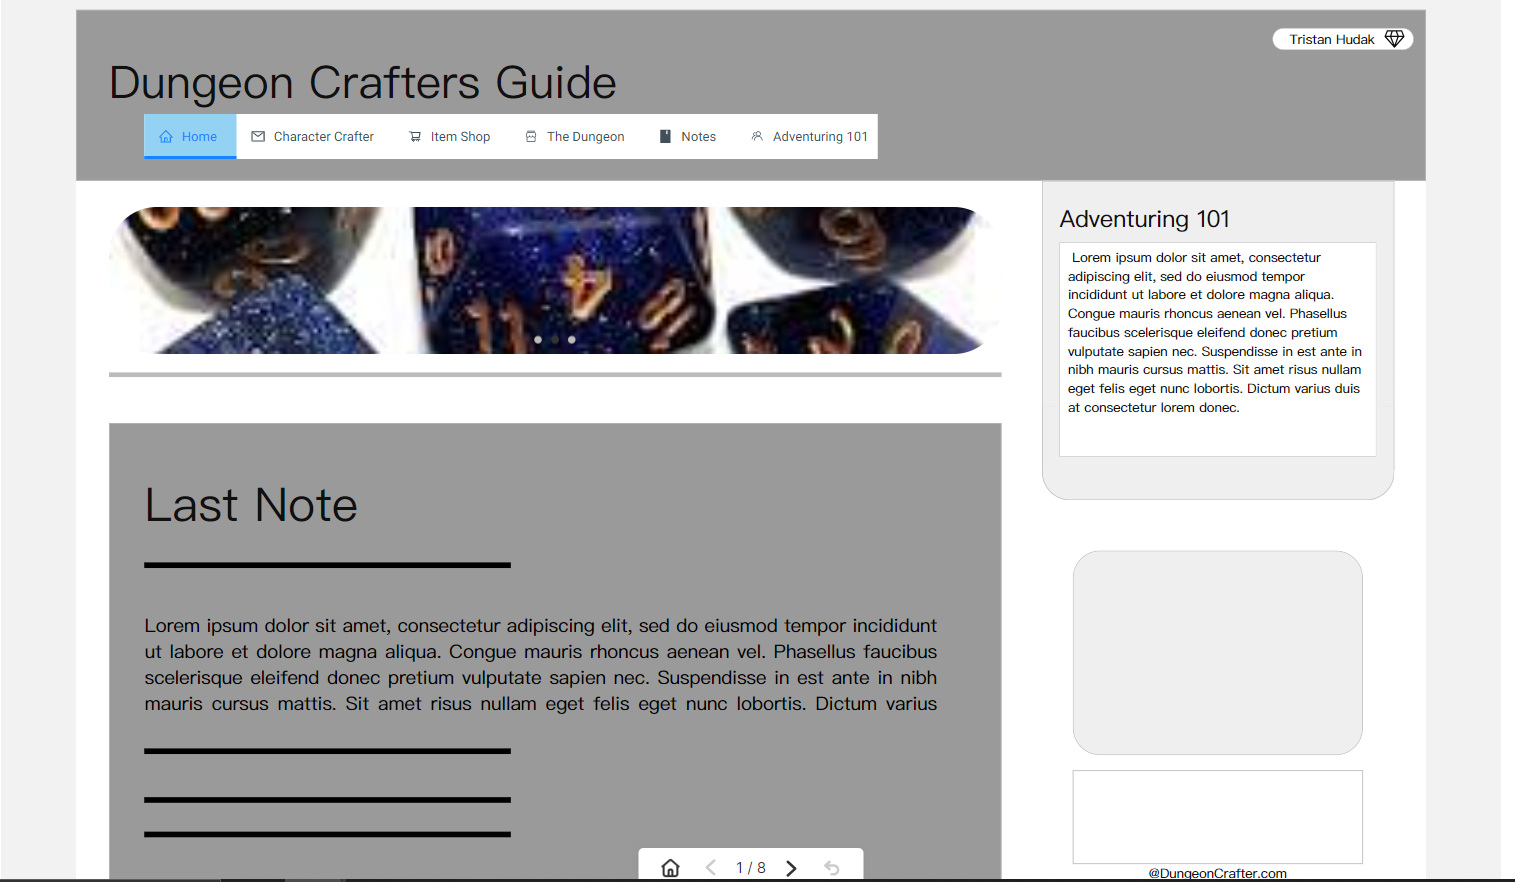 Tristan Hudak
Dungeon Crafters Guide
Home Character Crafter Item Shop The Dungeon Notes Adventuring 101
Adventuring 101
Lorem ipsum dolor sit amet, consectetur
adipiscing elit, sed do eiusmod tempor
incididunt ut labore et dolore magna aliqua.
Congue mauris rhoncus aenean vel. Phasellus
faucibus scelerisque eleifend donec pretium
vulputate sapien nec. Suspendisse in est ante in
nibh mauris cursus mattis. Sit amet risus nullam
eget felis eget nunc lobortis. Dictum varius duis
at consectetur lorem donec.
Last Note
Lorem ipsum dolor sit amet, consectetur adipiscing elit, sed do eiusmod tempor incididunt
ut labore et dolore magna aliqua. Congue mauris rhoncus aenean vel. Phasellus faucibus
scelerisque eleifend donec pretium vulputate sapien nec. Suspendisse in est ante in nibh
mauris cursus mattis. Sit amet risus nullam eget felis eget nunc lobortis. Dictum varius
1 / 8
@DungeonCrafter.com